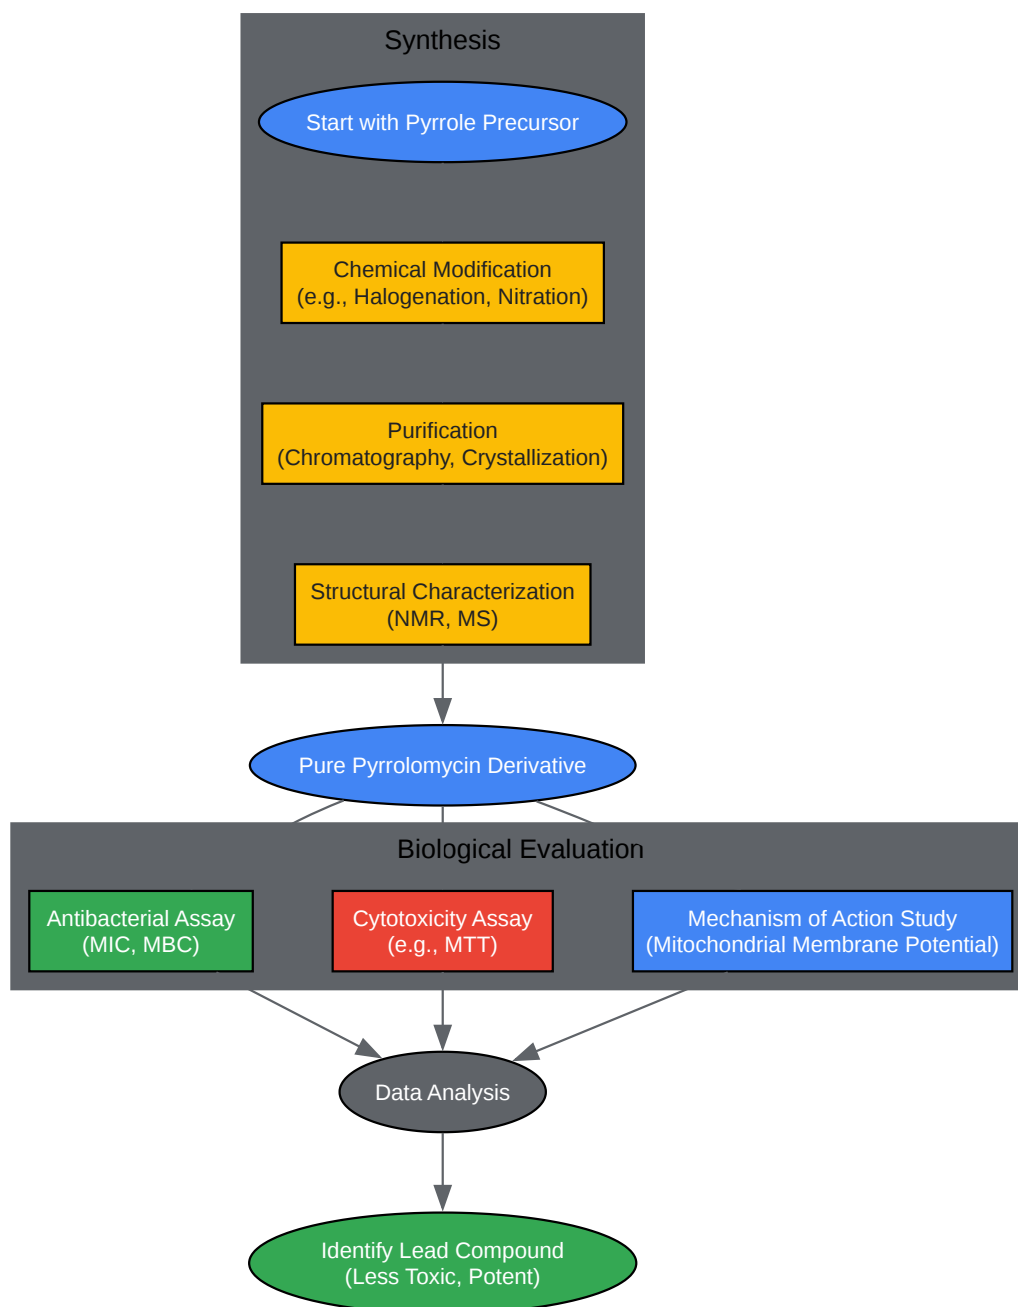 Synthesis
Start with Pyrrole Precursor
Chemical Modification
(e.g., Halogenation, Nitration)
Purification
(Chromatography, Crystallization)
Structural Characterization
(NMR, MS)
Pure Pyrrolomycin Derivative
Biological Evaluation
Antibacterial Assay
(MIC, MBC)
Cytotoxicity Assay
(e.g., MTT)
Mechanism of Action Study
(Mitochondrial Membrane Potential)
Data Analysis
Identify Lead Compound
(Less Toxic, Potent)